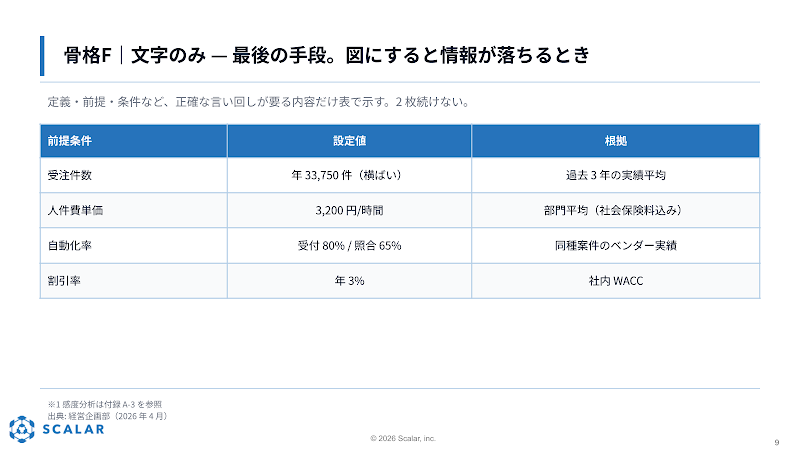 骨格F｜文字のみ — 最後の手段。図にすると情報が落ちるとき
定義・前提・条件など、正確な言い回しが要る内容だけ表で示す。2 枚続けない。
前提条件 設定値 根拠
受注件数 年 33,750 件（横ばい） 過去 3 年の実績平均
人件費単価 3,200 円/時間 部門平均（社会保険料込み）
自動化率 受付 80% / 照合 65% 同種案件のベンダー実績
割引率 年 3% 社内 WACC
※1 感度分析は付録 A-3 を参照
出典: 経営企画部（2026 年 4 月）
SCALAR
© 2026 Scalar, inc.
9